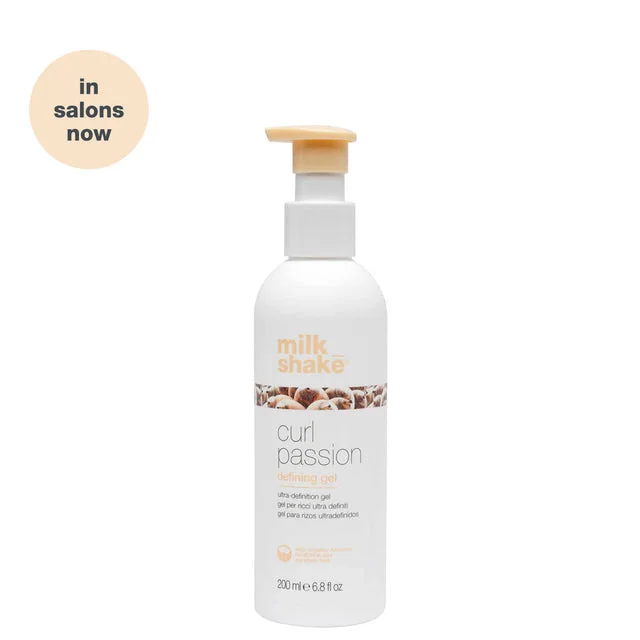 in
salons
now
milk
shake
curl
passion
defining gel
ultra-definition gel
gel per ricci ultra definiti
gel para rizos ultradefinidos
200 ml e 6.8 fl oz